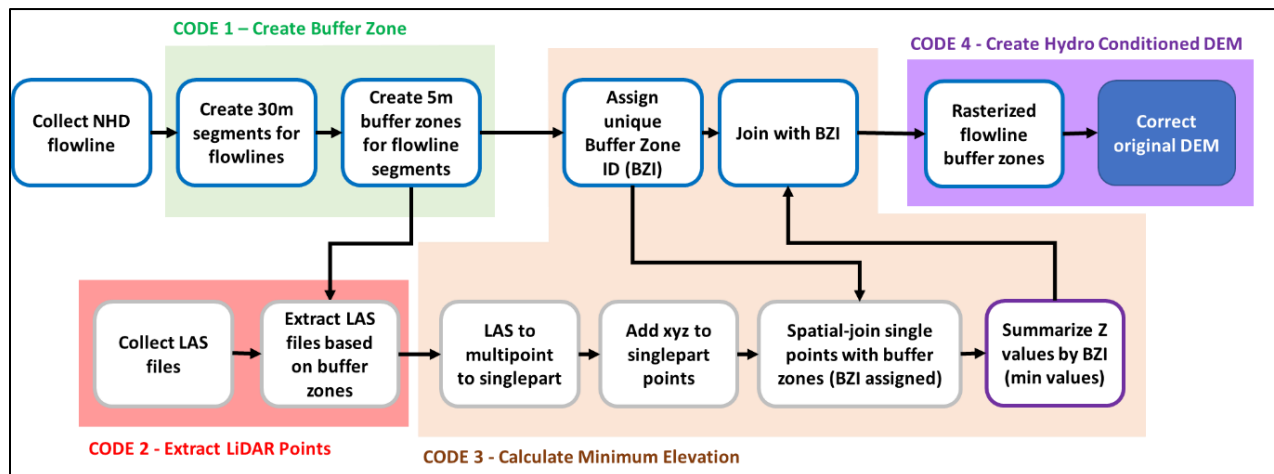 CODE 1 – Create Buffer Zone
CODE 4 - Create Hydro Conditioned DEM
Collect NHD
flowline
Create 30m
segments for
flowlines
Create 5m
buffer zones
for flowline
segments
Assign
unique
Buffer Zone
ID (BZI)
Join with BZI
Rasterized
flowline
buffer zones
Correct
original DEM
Collect LAS
files
Extract LAS
files based
on buffer
zones
LAS to
multipoint
to singlepart
Add xyz to
singlepart
points
Spatial-join single
points with buffer
zones (BZI assigned)
Summarize Z
values by BZI
(min values)
CODE 2 - Extract LiDAR Points
CODE 3 - Calculate Minimum Elevation